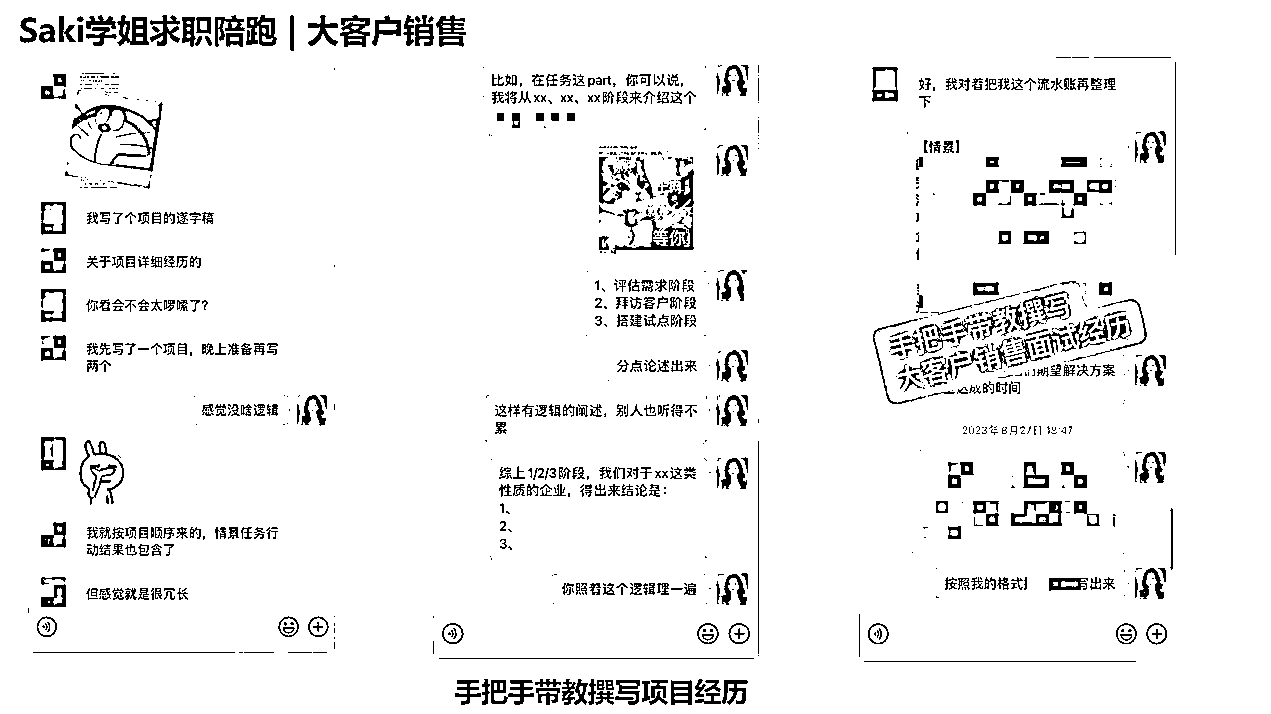 Saki学姐求职陪跑｜大客户销售
我写了个项目的逐字稿
关于项目详细经历的
你看会不会太啰嗦了？
我先写了一个项目，晚上准备再写
两个
感觉没啥逻辑
我就按项目顺序来的，情景任务行
动结果也包含了
但感觉就是很冗长
比如，在任务这part，你可以说，
我将从xx、xx、xx阶段来介绍这个
等你
1、评估需求阶段
2、拜访客户阶段
3、搭建试点阶段
分点论述出来
这样有逻辑的阐述，别人也听得不
累
综上1/2/3阶段，我们对于xx这类
性质的企业，得出来结论是：
1、
2、
3、
你照着这个逻辑理一遍
好，我对着把我这个流水账再整理
下
【情景】
手把手带教撰写
大客户销售面试经历
期望解决方案
达成的时间
2023年8月27日 18:47
按照我的格式
写出来
手把手带教撰写项目经历